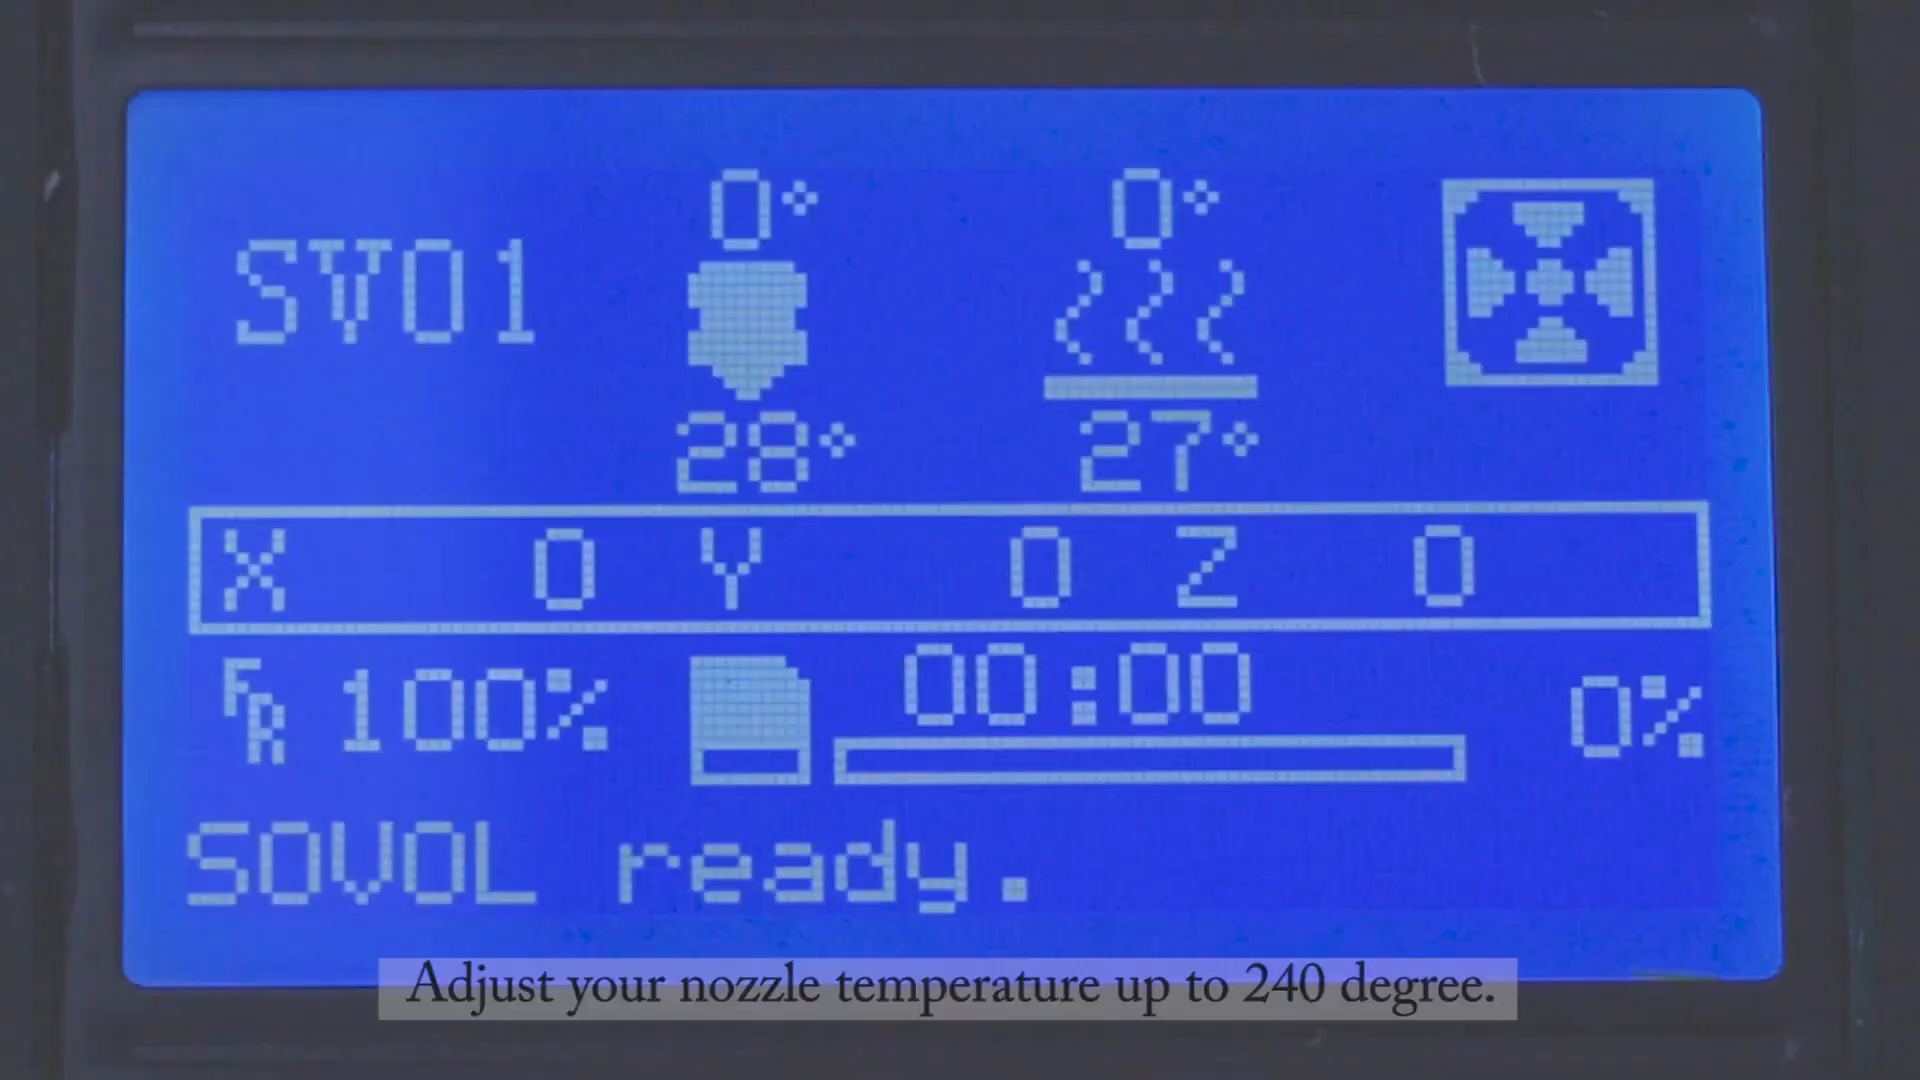 0° 0°
SV01
28° 27°
X 0 Y 0 Z 0
FR 100% 00:00 0%
SOVOL ready.
Adjust your nozzle temperature up to 240 degree.